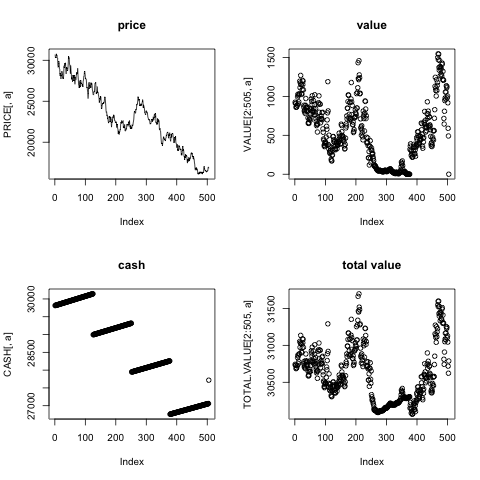 price
PRICE[, a]
30000
25000
20000
0 100 200 300 400 500
Index
value
VALUE[2:505, a]
1500
1000
500
0
0 100 200 300 400 500
Index
cash
CASH[, a]
30000
28500
27000
0 100 200 300 400 500
Index
total value
TOTAL.VALUE[2:505, a]
31500
31000
30500
0 100 200 300 400 500
Index